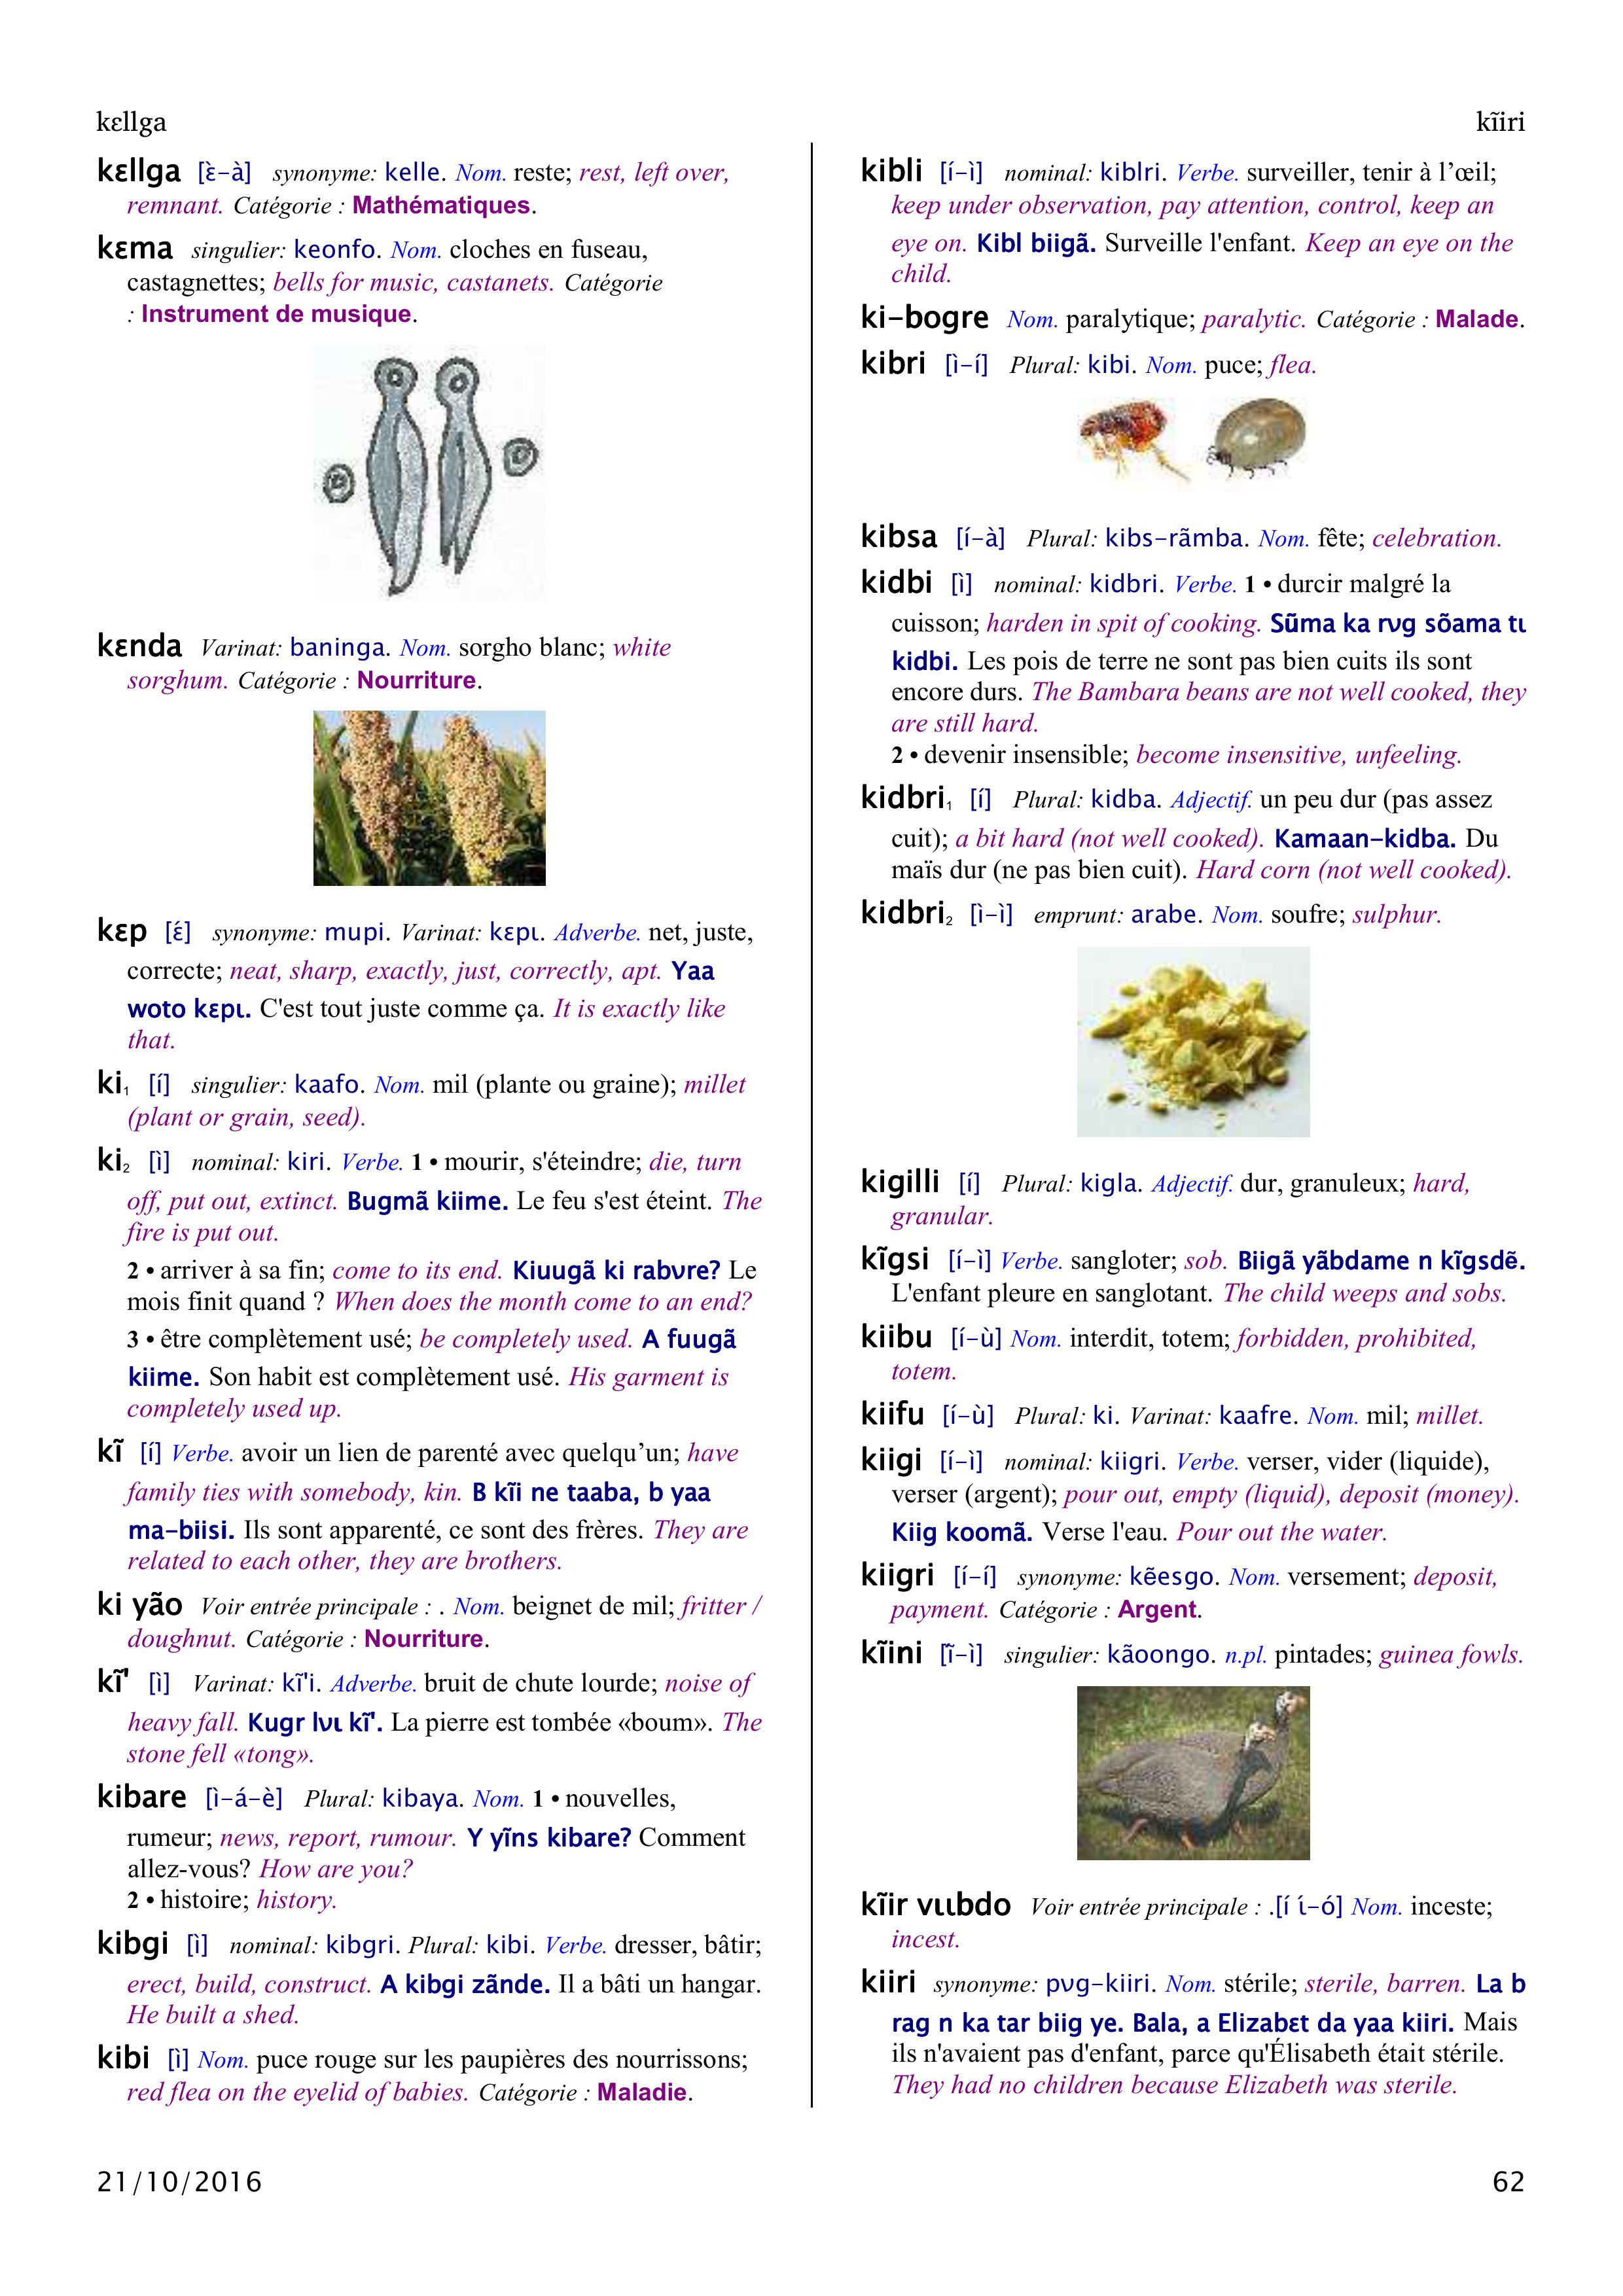 kɛllga
kĩiri
kɛllga [ɛ̀-à] synonyme: kelle. Nom. reste; rest, left over,
remnant. Catégorie : Mathématiques.
kɛma singulier: keonfo. Nom. cloches en fuseau,
castagnettes; bells for music, castanets. Catégorie
: Instrument de musique.
kɛnda Varinat: baninga. Nom. sorgho blanc; white
sorghum. Catégorie : Nourriture.
kɛp [ɛ́] synonyme: mupi. Varinat: kɛpɩ. Adverbe. net, juste,
correcte; neat, sharp, exactly, just, correctly, apt. Yaa
woto kɛpɩ. C'est tout juste comme ça. It is exactly like
that.
ki₁ [í] singulier: kaafo. Nom. mil (plante ou graine); millet
(plant or grain, seed).
ki₂ [ì] nominal: kiri. Verbe. 1 • mourir, s'éteindre; die, turn
off, put out, extinct. Bugmã kiime. Le feu s'est éteint. The
fire is put out.
2 • arriver à sa fin; come to its end. Kiuugã ki rabʋre? Le
mois finit quand ? When does the month come to an end?
3 • être complètement usé; be completely used. A fuugã
kiime. Son habit est complètement usé. His garment is
completely used up.
kĩ [í] Verbe. avoir un lien de parenté avec quelqu’un; have
family ties with somebody, kin. B kĩi ne taaba, b yaa
ma-biisi. Ils sont apparenté, ce sont des frères. They are
related to each other, they are brothers.
ki yão Voir entrée principale : . Nom. beignet de mil; fritter /
doughnut. Catégorie : Nourriture.
kĩ' [ì] Varinat: kĩ'i. Adverbe. bruit de chute lourde; noise of
heavy fall. Kugr lʋɩ kĩ'. La pierre est tombée «boum». The
stone fell «tong».
kibare [ì-á-è] Plural: kibaya. Nom. 1 • nouvelles,
rumeur; news, report, rumour. Y yĩns kibare? Comment
allez-vous? How are you?
2 • histoire; history.
kibgi [ì] nominal: kibgri. Plural: kibi. Verbe. dresser, bâtir;
erect, build, construct. A kibgi zãnde. Il a bâti un hangar.
He built a shed.
kibi [ì] Nom. puce rouge sur les paupières des nourrissons;
red flea on the eyelid of babies. Catégorie : Maladie.
kibli [í-ì] nominal: kiblri. Verbe. surveiller, tenir à l’œil;
keep under observation, pay attention, control, keep an
eye on. Kibl biigã. Surveille l'enfant. Keep an eye on the
child.
ki-bogre Nom. paralytique; paralytic. Catégorie : Malade.
kibri [ì-í] Plural: kibi. Nom. puce; flea.
kibsa [í-à] Plural: kibs-rãmba. Nom. fête; celebration.
kidbi [ì] nominal: kidbri. Verbe. 1 • durcir malgré la
cuisson; harden in spit of cooking. Sũma ka rʋg sõama tɩ
kidbi. Les pois de terre ne sont pas bien cuits ils sont
encore durs. The Bambara beans are not well cooked, they
are still hard.
2 • devenir insensible; become insensitive, unfeeling.
kidbri₁ [í] Plural: kidba. Adjectif. un peu dur (pas assez
cuit); a bit hard (not well cooked). Kamaan-kidba. Du
maïs dur (ne pas bien cuit). Hard corn (not well cooked).
kidbri₂ [ì-ì] emprunt: arabe. Nom. soufre; sulphur.
kigilli [í] Plural: kigla. Adjectif. dur, granuleux; hard,
granular.
kĩgsi [í-ì] Verbe. sangloter; sob. Biigã yãbdame n kĩgsdẽ.
L'enfant pleure en sanglotant. The child weeps and sobs.
kiibu [í-ù] Nom. interdit, totem; forbidden, prohibited,
totem.
kiifu [í-ù] Plural: ki. Varinat: kaafre. Nom. mil; millet.
kiigi [í-ì] nominal: kiigri. Verbe. verser, vider (liquide),
verser (argent); pour out, empty (liquid), deposit (money).
Kiig koomã. Verse l'eau. Pour out the water.
kiigri [í-í] synonyme: kẽesgo. Nom. versement; deposit,
payment. Catégorie : Argent.
kĩini [ĩ-ì] singulier: kãoongo. n.pl. pintades; guinea fowls.
kĩir vɩɩbdo Voir entrée principale : .[í ɩ́-ó] Nom. inceste;
incest.
kiiri synonyme: pʋg-kiiri. Nom. stérile; sterile, barren. La b
rag n ka tar biig ye. Bala, a Elizabɛt da yaa kiiri. Mais
ils n'avaient pas d'enfant, parce qu'Élisabeth était stérile.
They had no children because Elizabeth was sterile.
21/10/2016
62